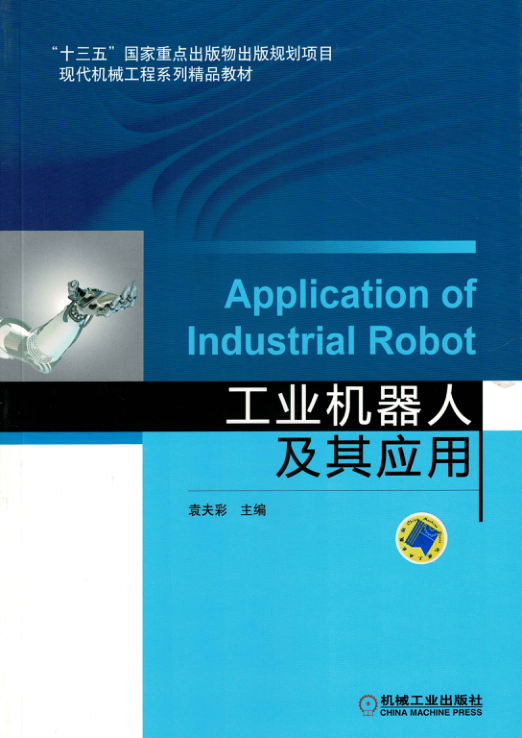 “十三五”国家重点出版物出版规划项目
现代机械工程系列精品教材
Application of
Industrial Robot
工业机器人
及其应用
袁夫彩 主编
机械工业出版社
CHINA MACHINE PRESS